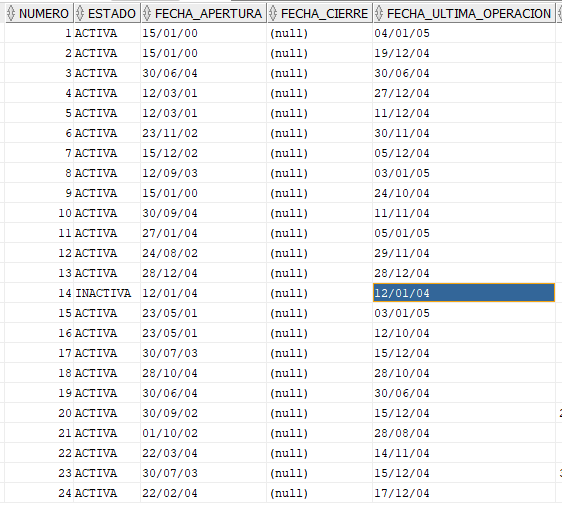 NUMERO ESTADO FECHA_APERTURA FECHA_CIERRE FECHA_ULTIMA_OPERACION
1 ACTIVA 15/01/00 (null) 04/01/05
2 ACTIVA 15/01/00 (null) 19/12/04
3 ACTIVA 30/06/04 (null) 30/06/04
4 ACTIVA 12/03/01 (null) 27/12/04
5 ACTIVA 12/03/01 (null) 11/12/04
6 ACTIVA 23/11/02 (null) 30/11/04
7 ACTIVA 15/12/02 (null) 05/12/04
8 ACTIVA 12/09/03 (null) 03/01/05
9 ACTIVA 15/01/00 (null) 24/10/04
10 ACTIVA 30/09/04 (null) 11/11/04
11 ACTIVA 27/01/04 (null) 05/01/05
12 ACTIVA 24/08/02 (null) 29/11/04
13 ACTIVA 28/12/04 (null) 28/12/04
14 INACTIVA 12/01/04 (null) 12/01/04
15 ACTIVA 23/05/01 (null) 03/01/05
16 ACTIVA 23/05/01 (null) 12/10/04
17 ACTIVA 30/07/03 (null) 15/12/04
18 ACTIVA 28/10/04 (null) 28/10/04
19 ACTIVA 30/06/04 (null) 30/06/04
20 ACTIVA 30/09/02 (null) 15/12/04
21 ACTIVA 01/10/02 (null) 28/08/04
22 ACTIVA 22/03/04 (null) 14/11/04
23 ACTIVA 30/07/03 (null) 15/12/04
24 ACTIVA 22/02/04 (null) 17/12/04